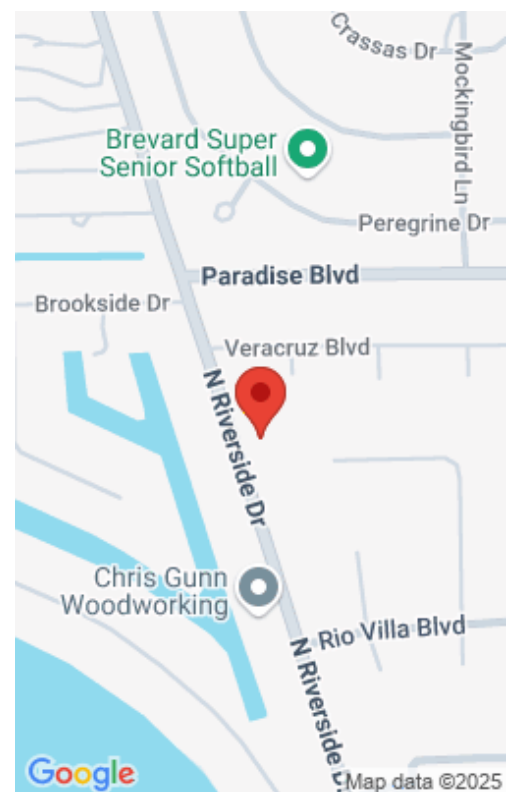 Crassas Dr
Mockingbird Ln
Brevard Super
Senior Softball
Peregrine Dr
Paradise Blvd
Brookside Dr
Veracruz Blvd
N Riverside Dr
Chris Gunn
Woodworking
Rio Villa Blvd
N Riverside D
Google
Map data ©2025